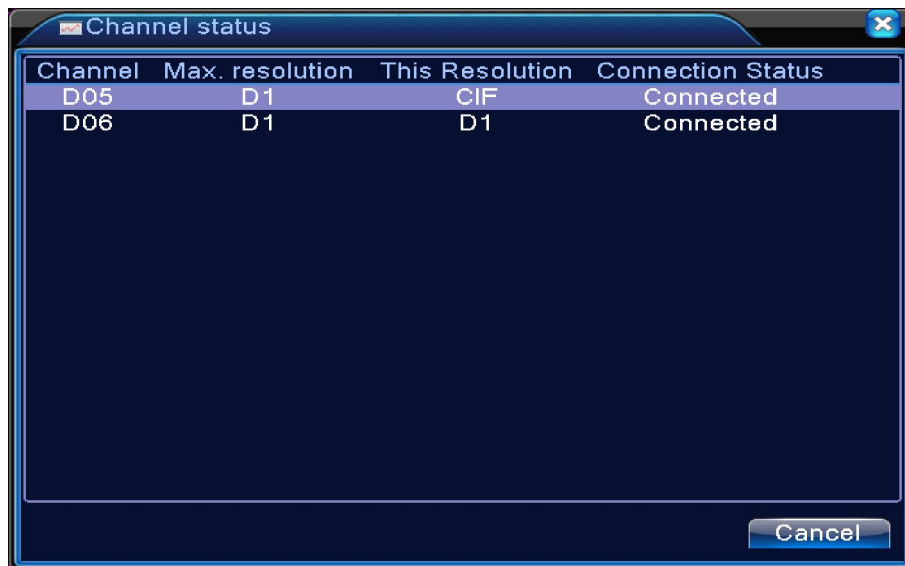 Channel status
Channel Max. resolution This Resolution Connection Status
D05 D1 CIF Connected
D06 D1 D1 Connected
Cancel